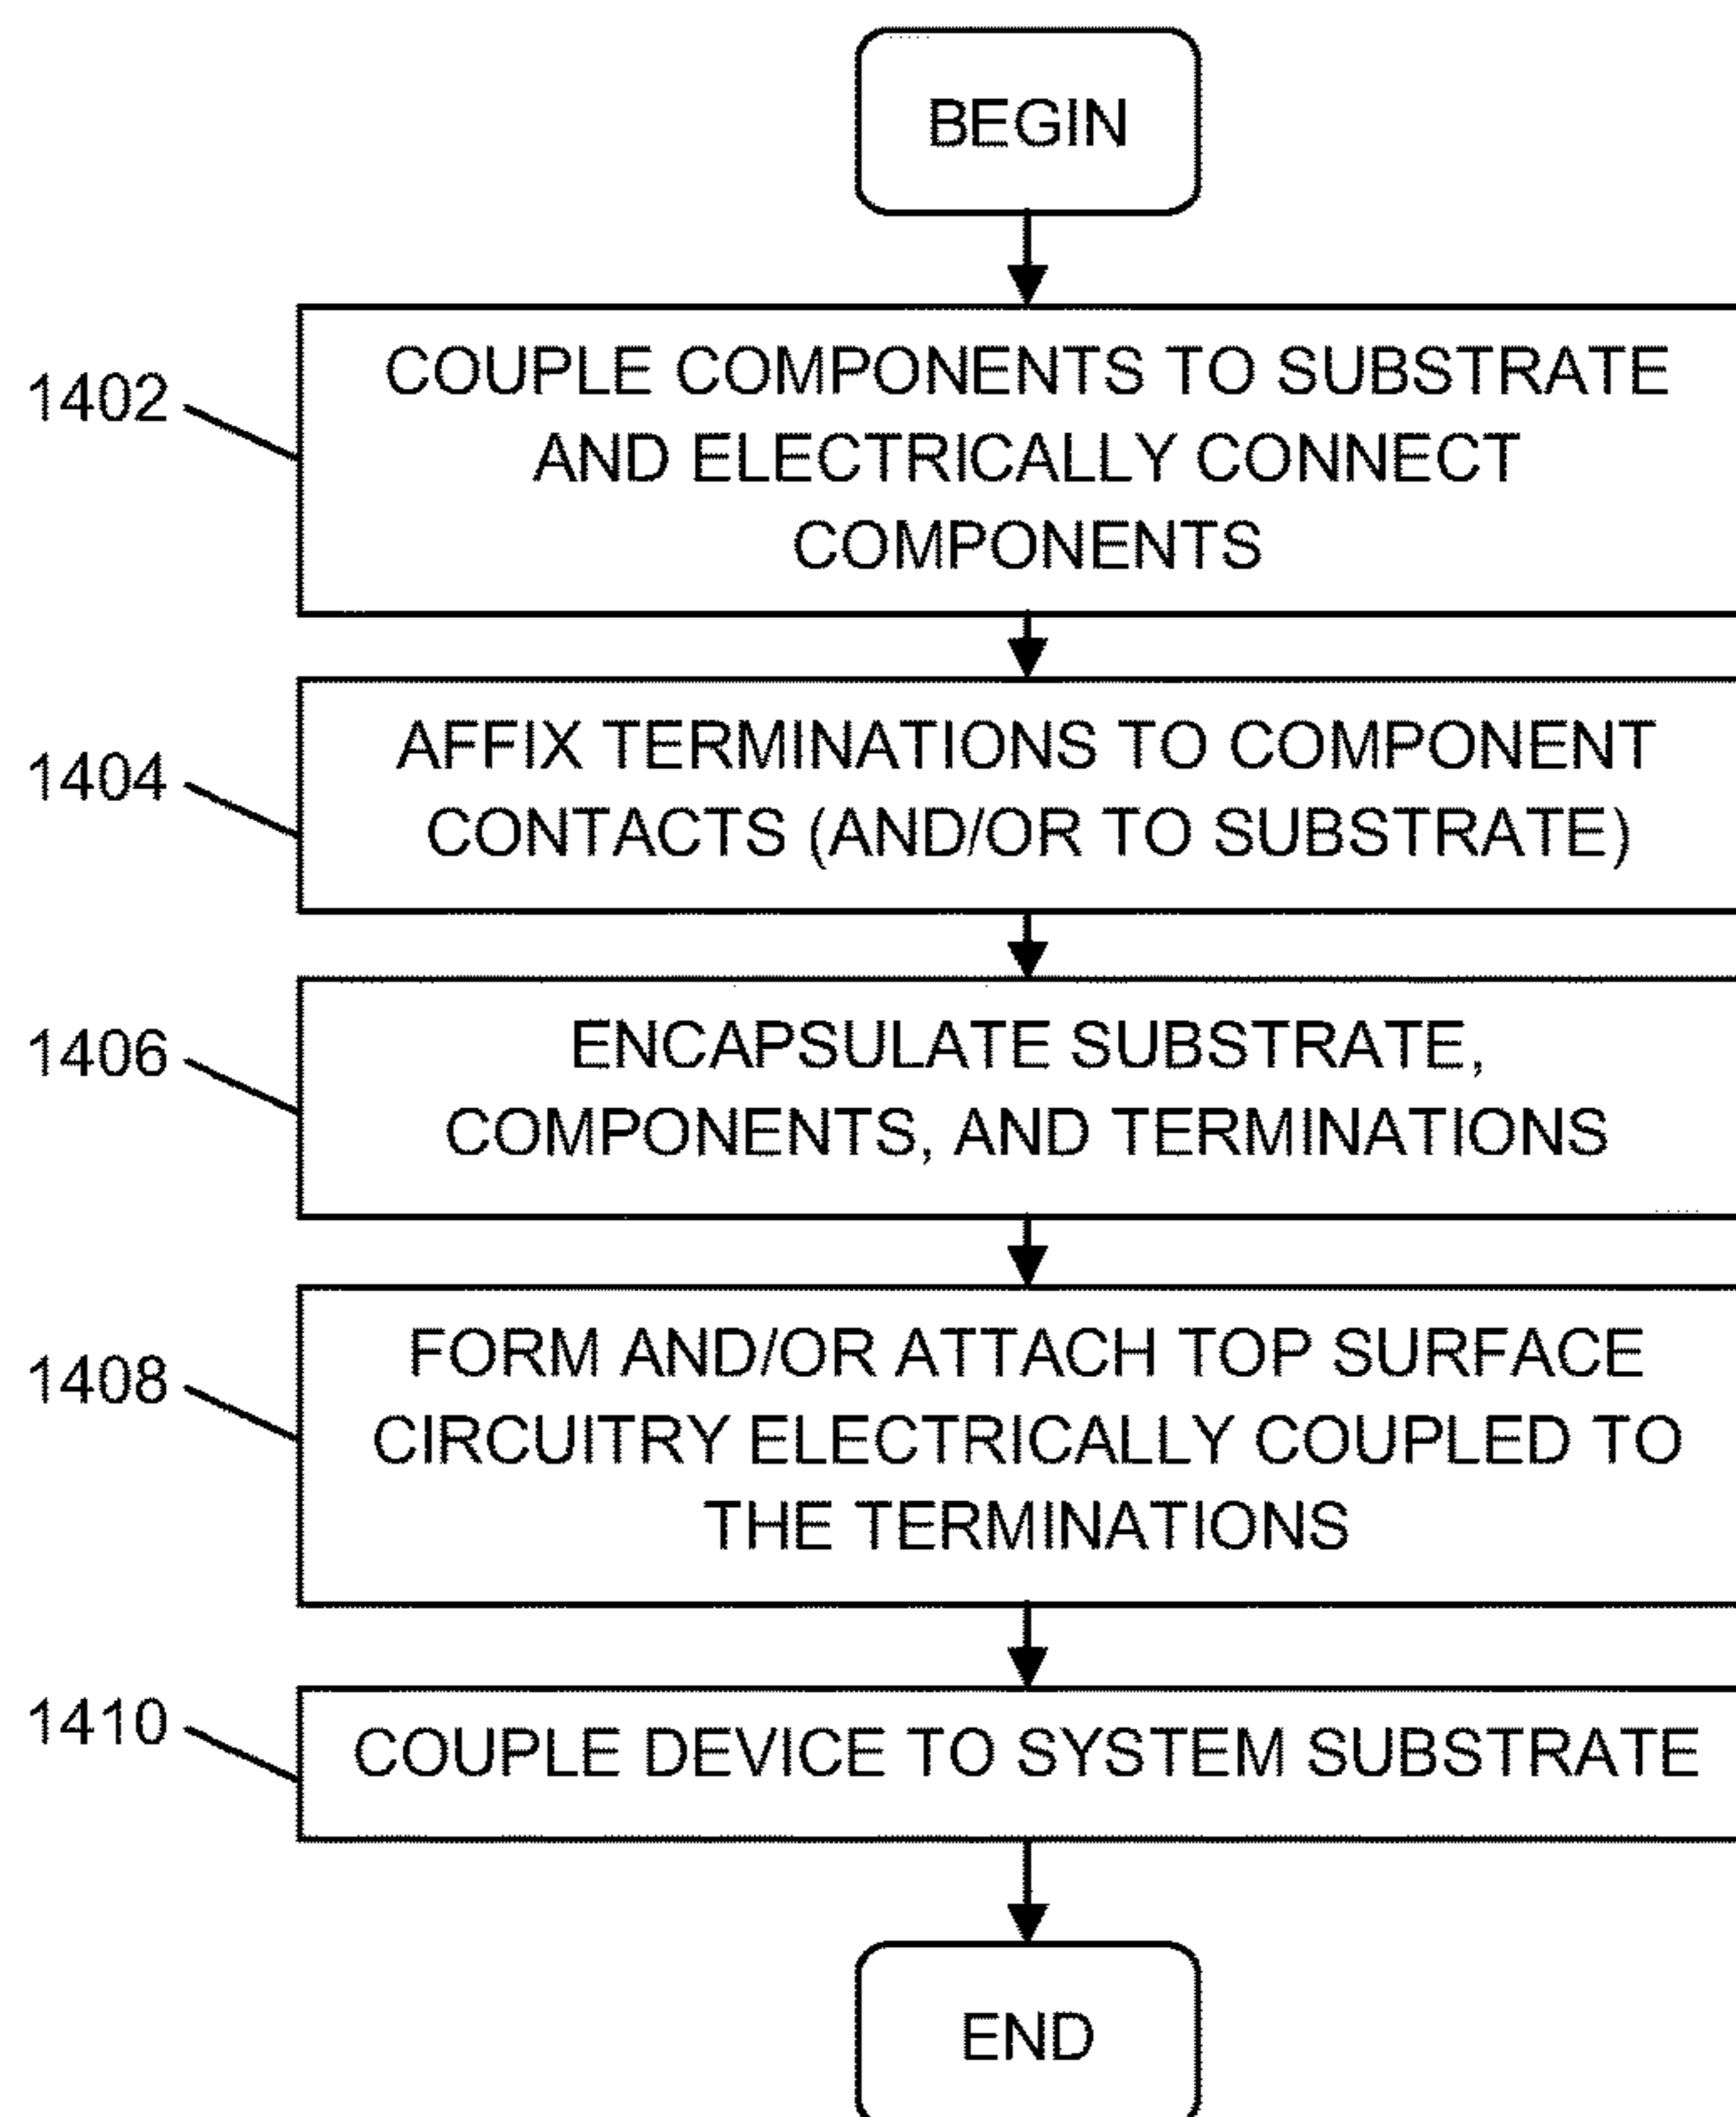 BEGIN
1402
COUPLE COMPONENTS TO SUBSTRATE
AND ELECTRICALLY CONNECT
COMPONENTS
1404
AFFIX TERMINATIONS TO COMPONENT
CONTACTS (AND/OR TO SUBSTRATE)
1406
ENCAPSULATE SUBSTRATE,
COMPONENTS, AND TERMINATIONS
1408
FORM AND/OR ATTACH TOP SURFACE
CIRCUITRY ELECTRICALLY COUPLED TO
THE TERMINATIONS
1410
COUPLE DEVICE TO SYSTEM SUBSTRATE
END